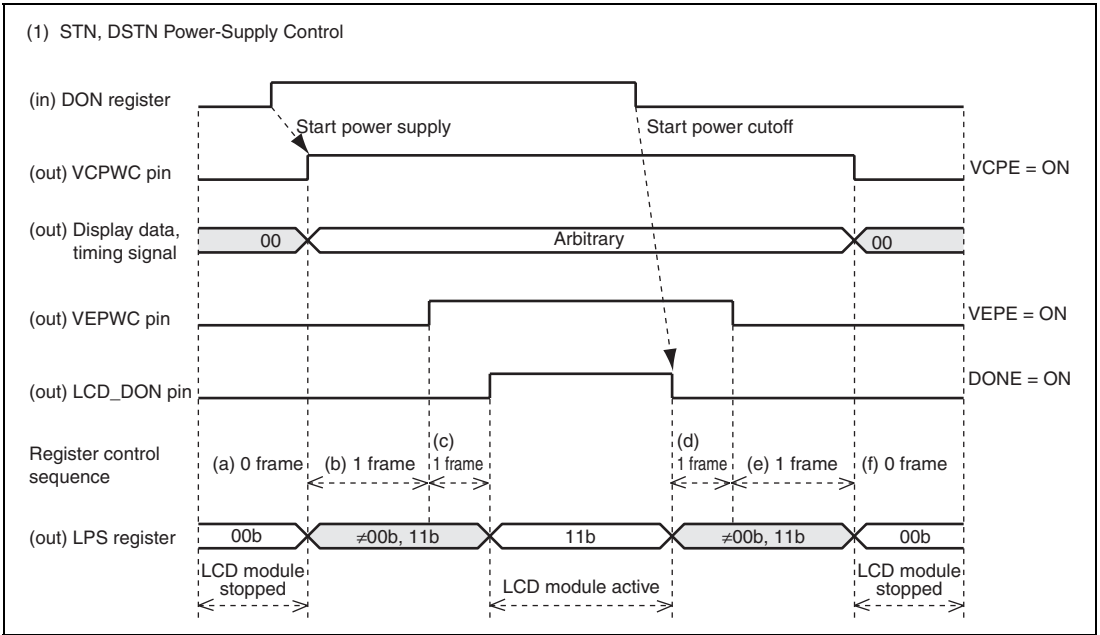 (1) STN, DSTN Power-Supply Control
(in) DON register
Start power supply
Start power cutoff
(out) VCPWC pin
VCPE = ON
(out) Display data,
timing signal
00
Arbitrary
00
(out) VEPWC pin
VEPE = ON
(out) LCD_DON pin
DONE = ON
Register control
sequence
(a) 0 frame
(b) 1 frame
(c)
1 frame
(d)
1 frame
(e) 1 frame
(f) 0 frame
(out) LPS register
00b
≠00b, 11b
11b
≠00b, 11b
00b
LCD module
stopped
LCD module active
LCD module
stopped